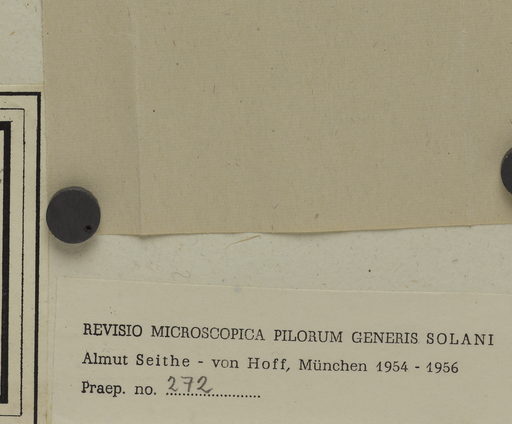 REVISIO MICROSCOPICA PILORUM GENERIS SOLANI
Almut Seithe - von Hoff, München 1954 - 1956
Praep. no. 272